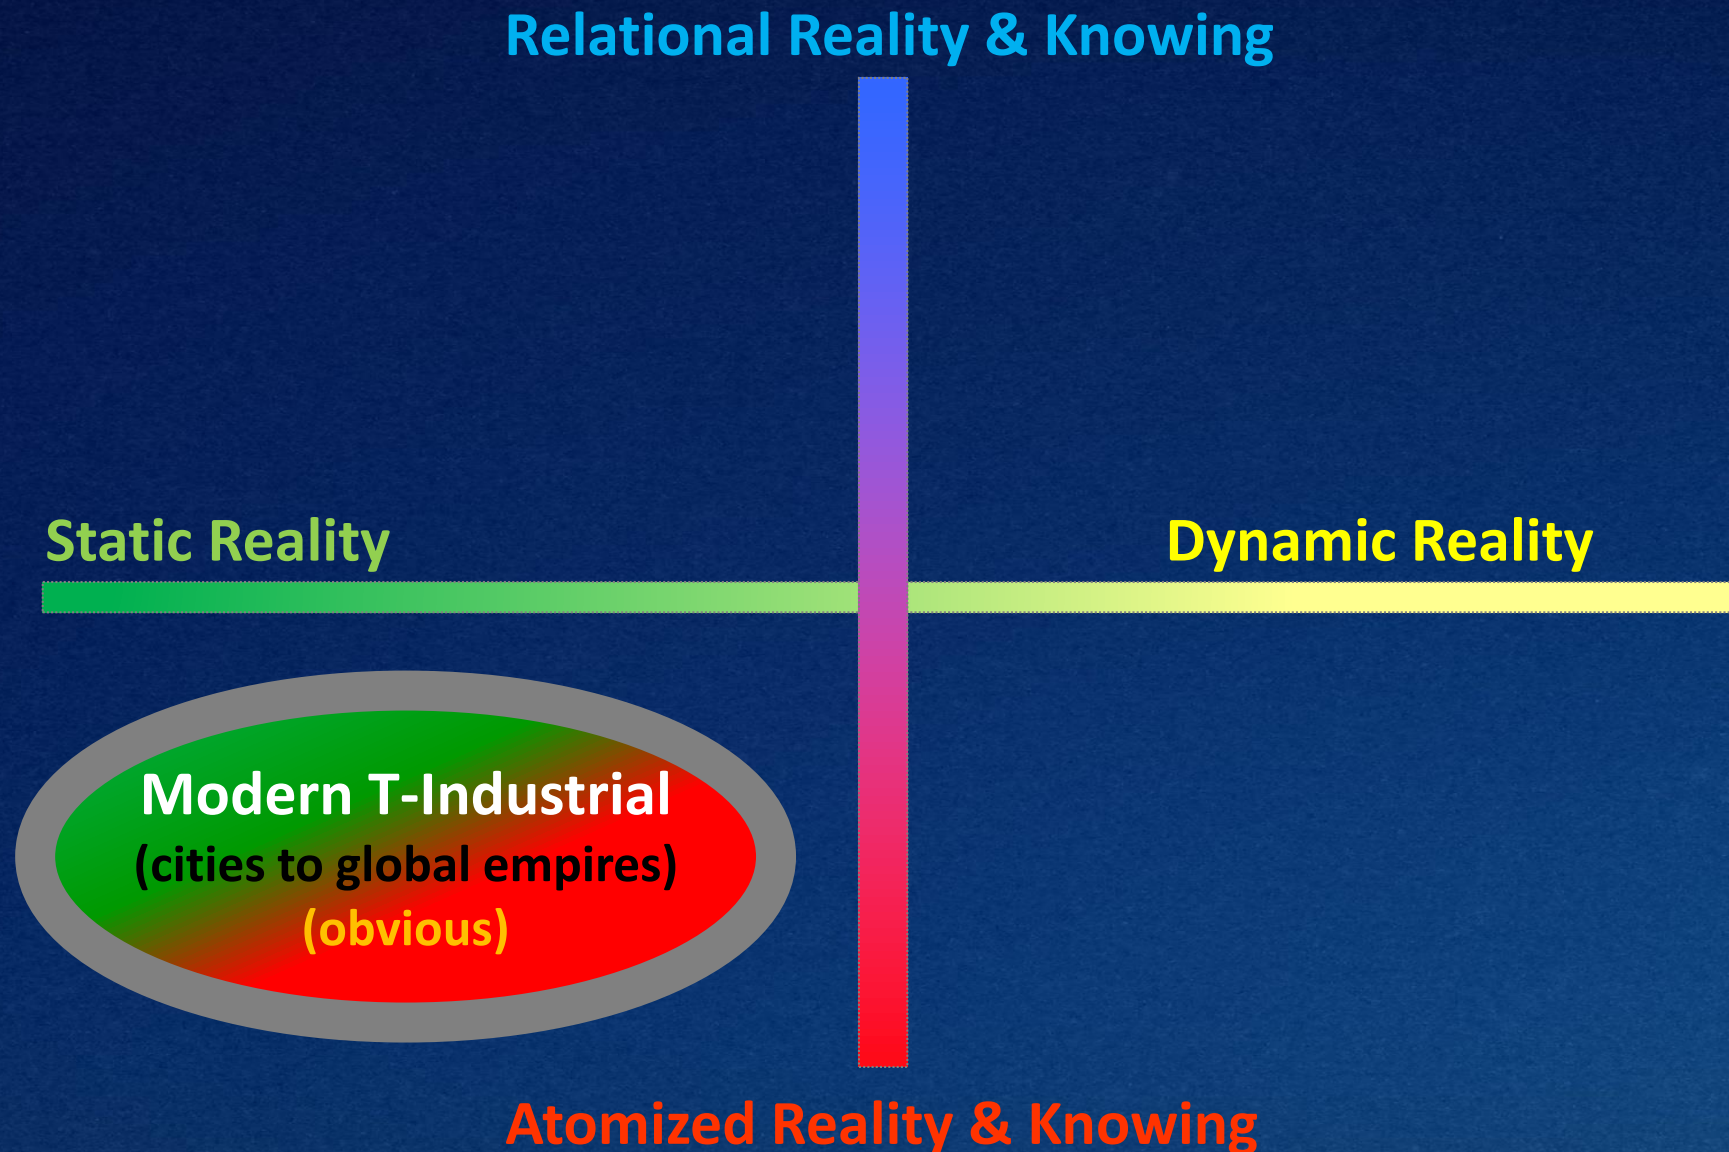 Relational Reality & Knowing
Static Reality
Dynamic Reality
Modern T-Industrial
(cities to global empires)
(obvious)
Atomized Reality & Knowing